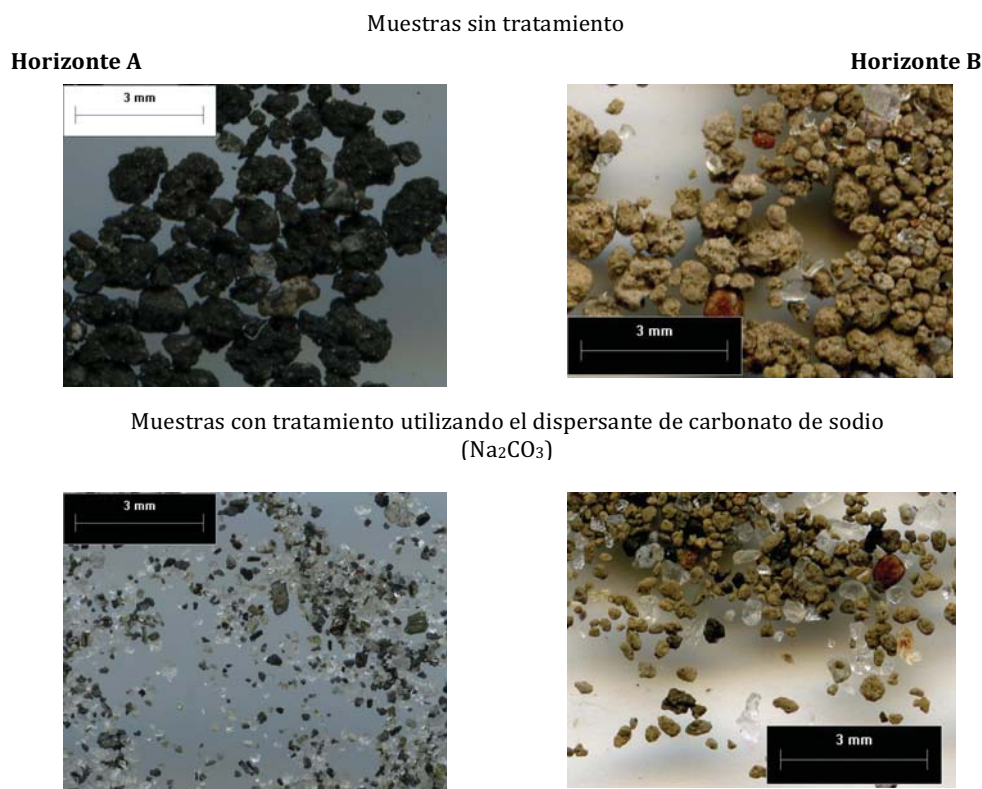 Muestras sin tratamiento
Horizonte A
Horizonte B
3 mm
3 mm
Muestras con tratamiento utilizando el dispersante de carbonato de sodio
(Na₂CO₃)
3 mm
3 mm